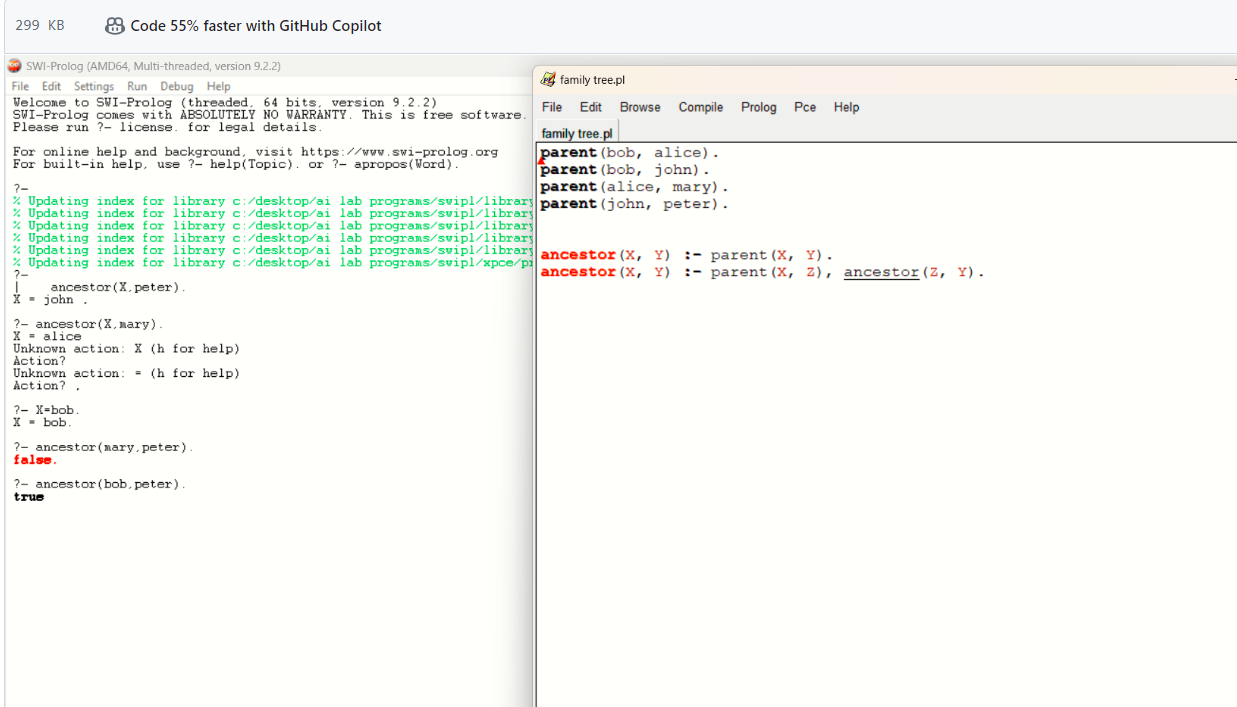 299 KB
Code 55% faster with GitHub Copilot
SWI-Prolog (AMD64, Multi-threaded, version 9.2.2)
File Edit Settings Run Debug Help
Welcome to SWI-Prolog (threaded, 64 bits, version 9.2.2)
SWI-Prolog comes with ABSOLUTELY NO WARRANTY. This is free software.
Please run ?- license. for legal details.
For online help and background, visit https://www.swi-prolog.org
For built-in help, use ?- help(Topic). or ?- apropos(Word).
?-
% Updating index for library c:/desktop/ai lab programs/swipl/library
% Updating index for library c:/desktop/ai lab programs/swipl/library
% Updating index for library c:/desktop/ai lab programs/swipl/library
% Updating index for library c:/desktop/ai lab programs/swipl/library
% Updating index for library c:/desktop/ai lab programs/swipl/library
% Updating index for library c:/desktop/ai lab programs/swipl/xpce/pr
?-
| ancestor(X,peter).
X = john .
?- ancestor(X,mary).
X = alice
Unknown action: X (h for help)
Action?
Unknown action: = (h for help)
Action? .
?- X=bob.
X = bob.
?- ancestor(mary,peter).
false.
?- ancestor(bob,peter).
true
family tree.pl
File Edit Browse Compile Prolog Pce Help
family tree.pl
parent(bob, alice).
parent(bob, john).
parent(alice, mary).
parent(john, peter).
ancestor(X, Y) :- parent(X, Y).
ancestor(X, Y) :- parent(X, Z), ancestor(Z, Y).